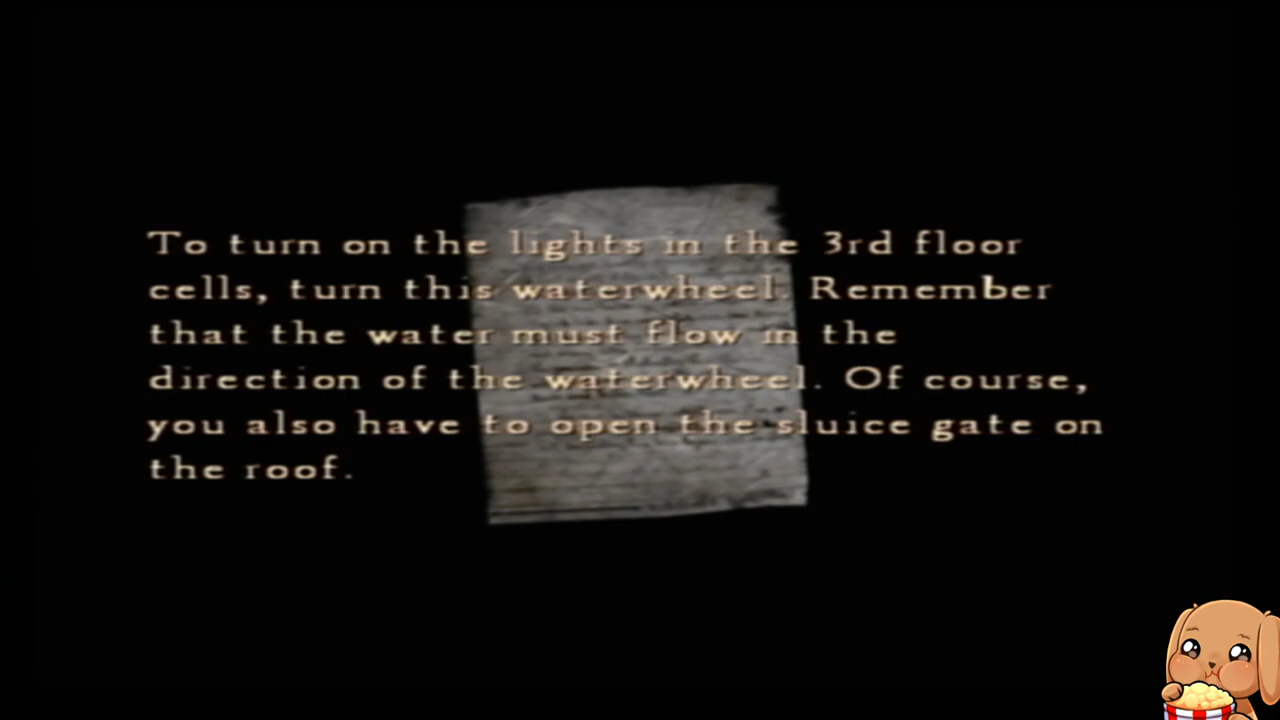 To turn on the lights in the 3rd floor
cells, turn this waterwheel. Remember
that the water must flow in the
direction of the waterwheel. Of course,
you also have to open the sluice gate on
the roof.